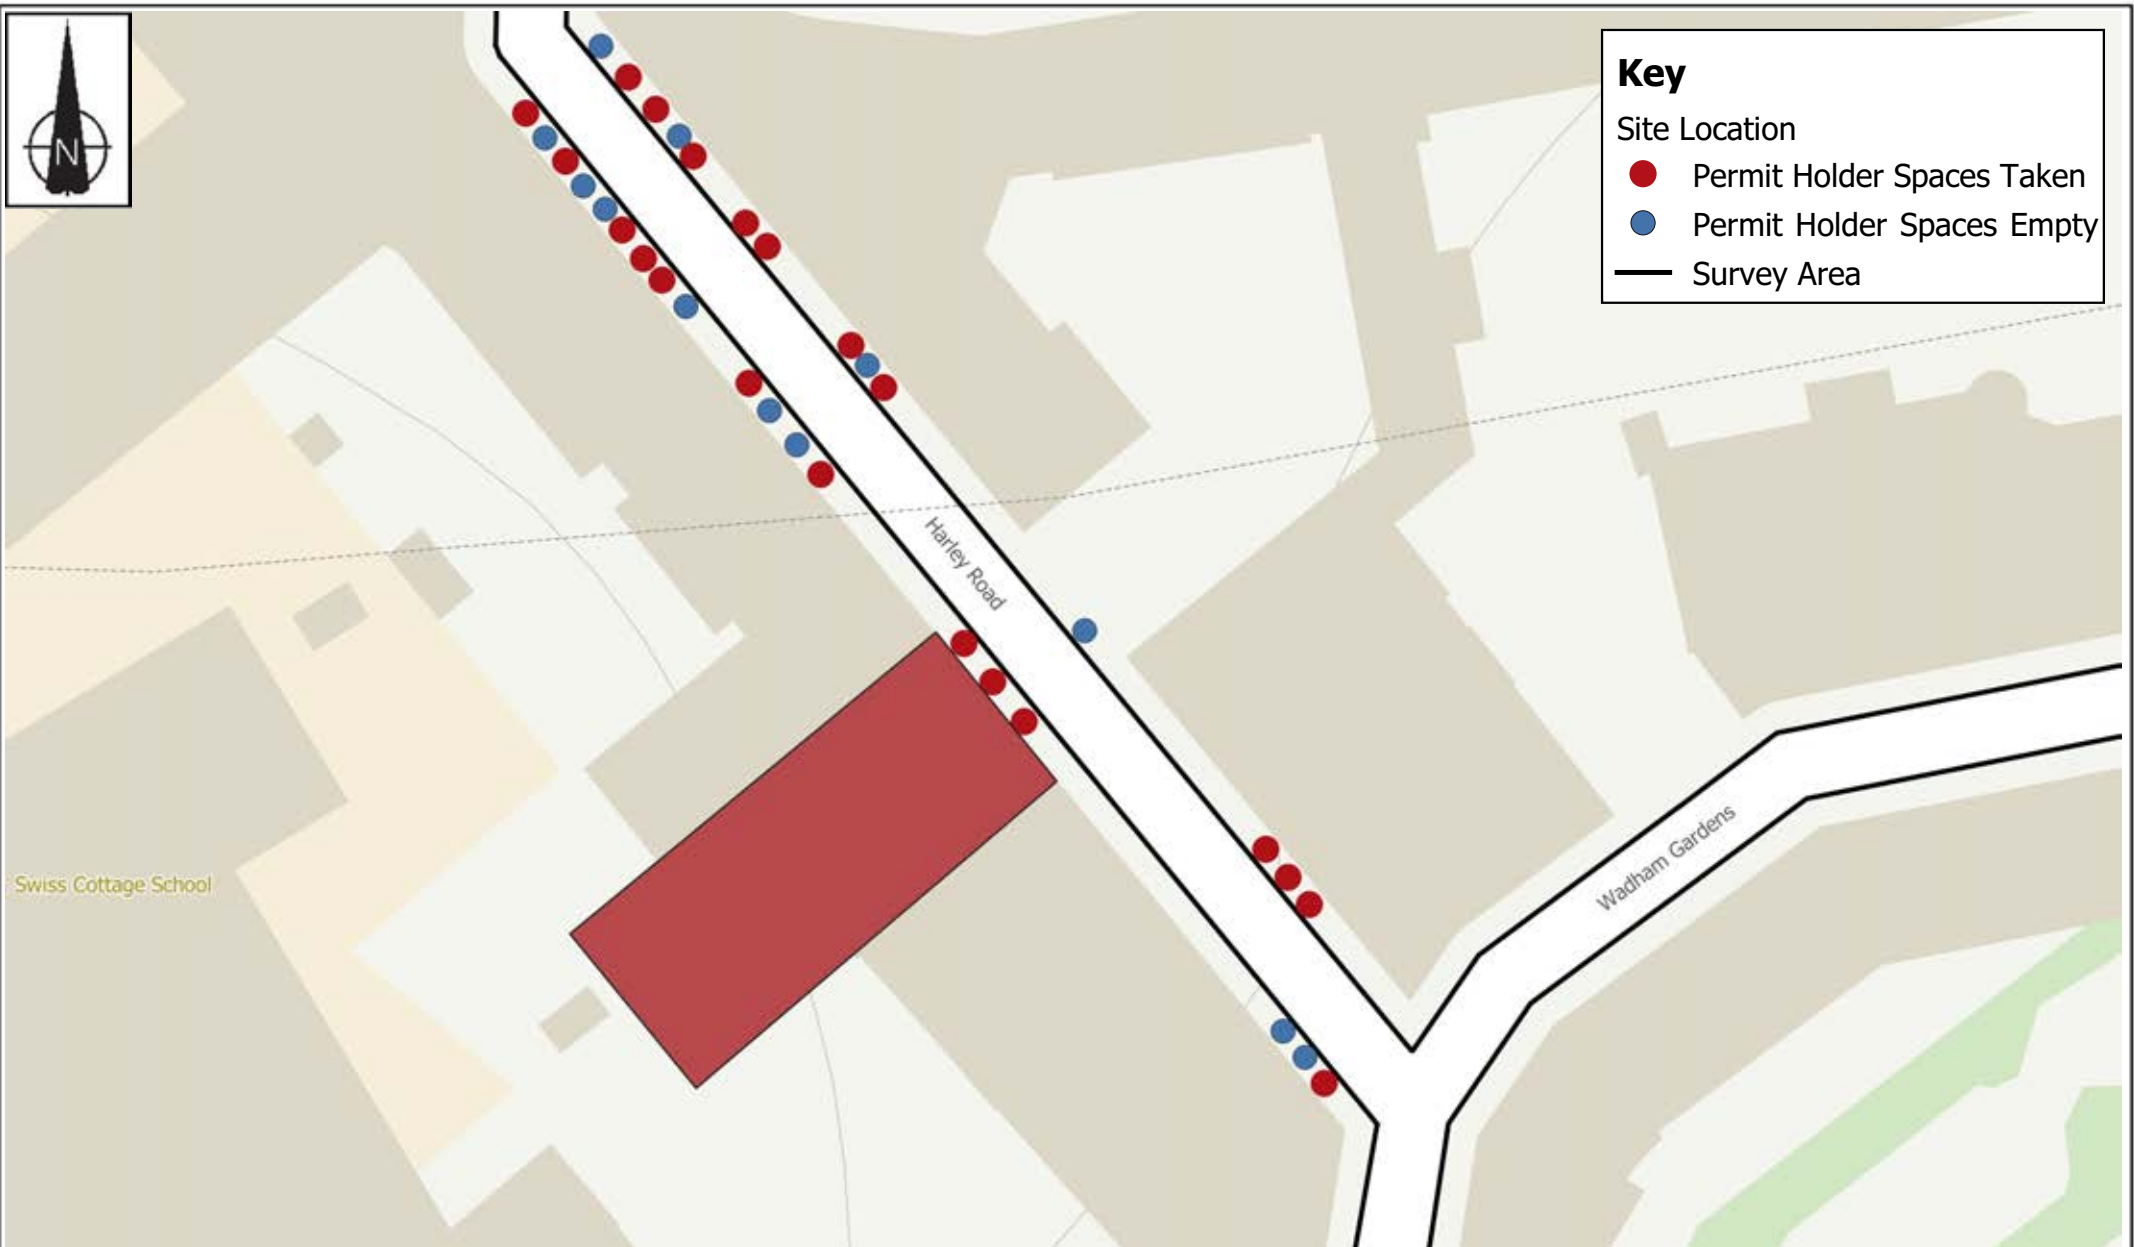 N
Key
Site Location
Permit Holder Spaces Taken
Permit Holder Spaces Empty
Survey Area
Harley Road
Wadham Gardens
Swiss Cottage School